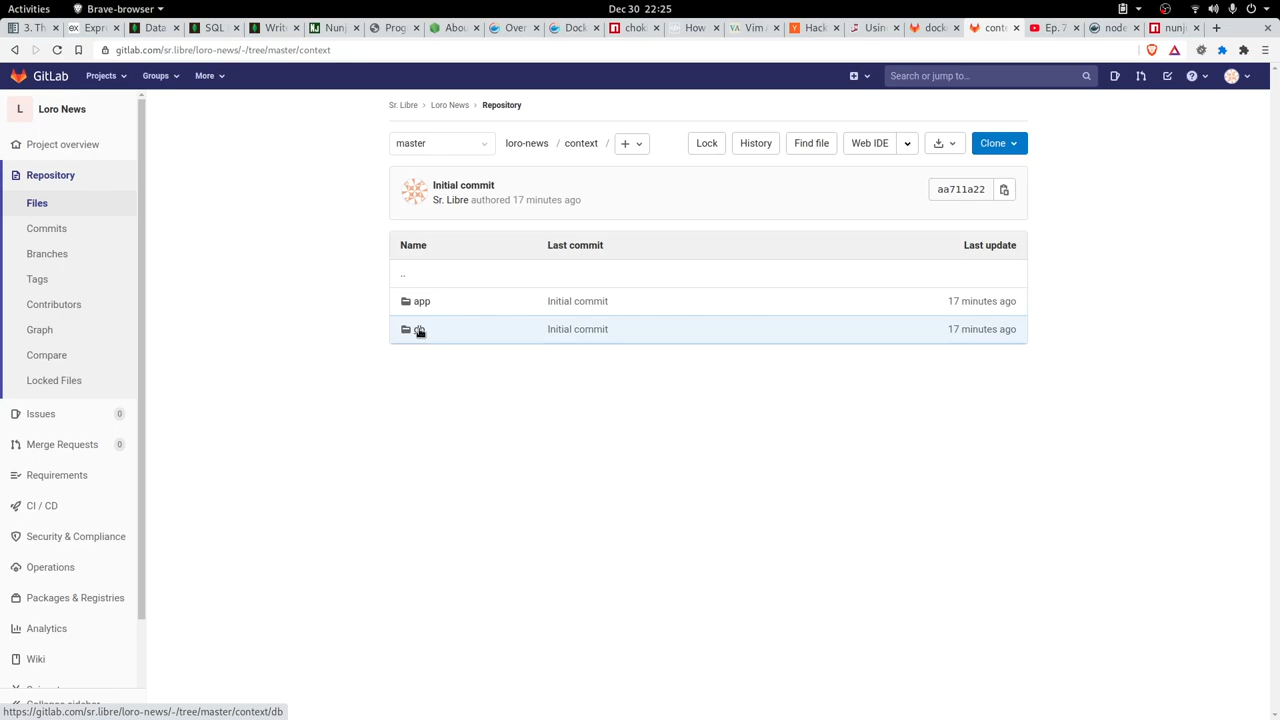 Activities
Brave-browser
Dec 30 22:25
3: Th
ex Expr
Data
SQL
Write
Nunj
Prog
Abou
Over
Dock
chok
How
Vim
Hack
Usin
dock
cont
Ep. 7
node
nunj
gitlab.com/sr.libre/loro-news/-/tree/master/context
GitLab
Projects
Groups
More
Search or jump to...
L
Loro News
Project overview
Repository
Files
Commits
Branches
Tags
Contributors
Graph
Compare
Locked Files
Issues 0
Merge Requests 0
Requirements
CI / CD
Security & Compliance
Operations
Packages & Registries
Analytics
Wiki
Collapse sidebar
Sr. Libre > Loro News > Repository
master
loro-news / context /
Lock
History
Find file
Web IDE
Clone
Initial commit
Sr. Libre authored 17 minutes ago
aa711a22
Name Last commit Last update
..
app Initial commit 17 minutes ago
Initial commit 17 minutes ago
https://gitlab.com/sr.libre/loro-news/-/tree/master/context/db